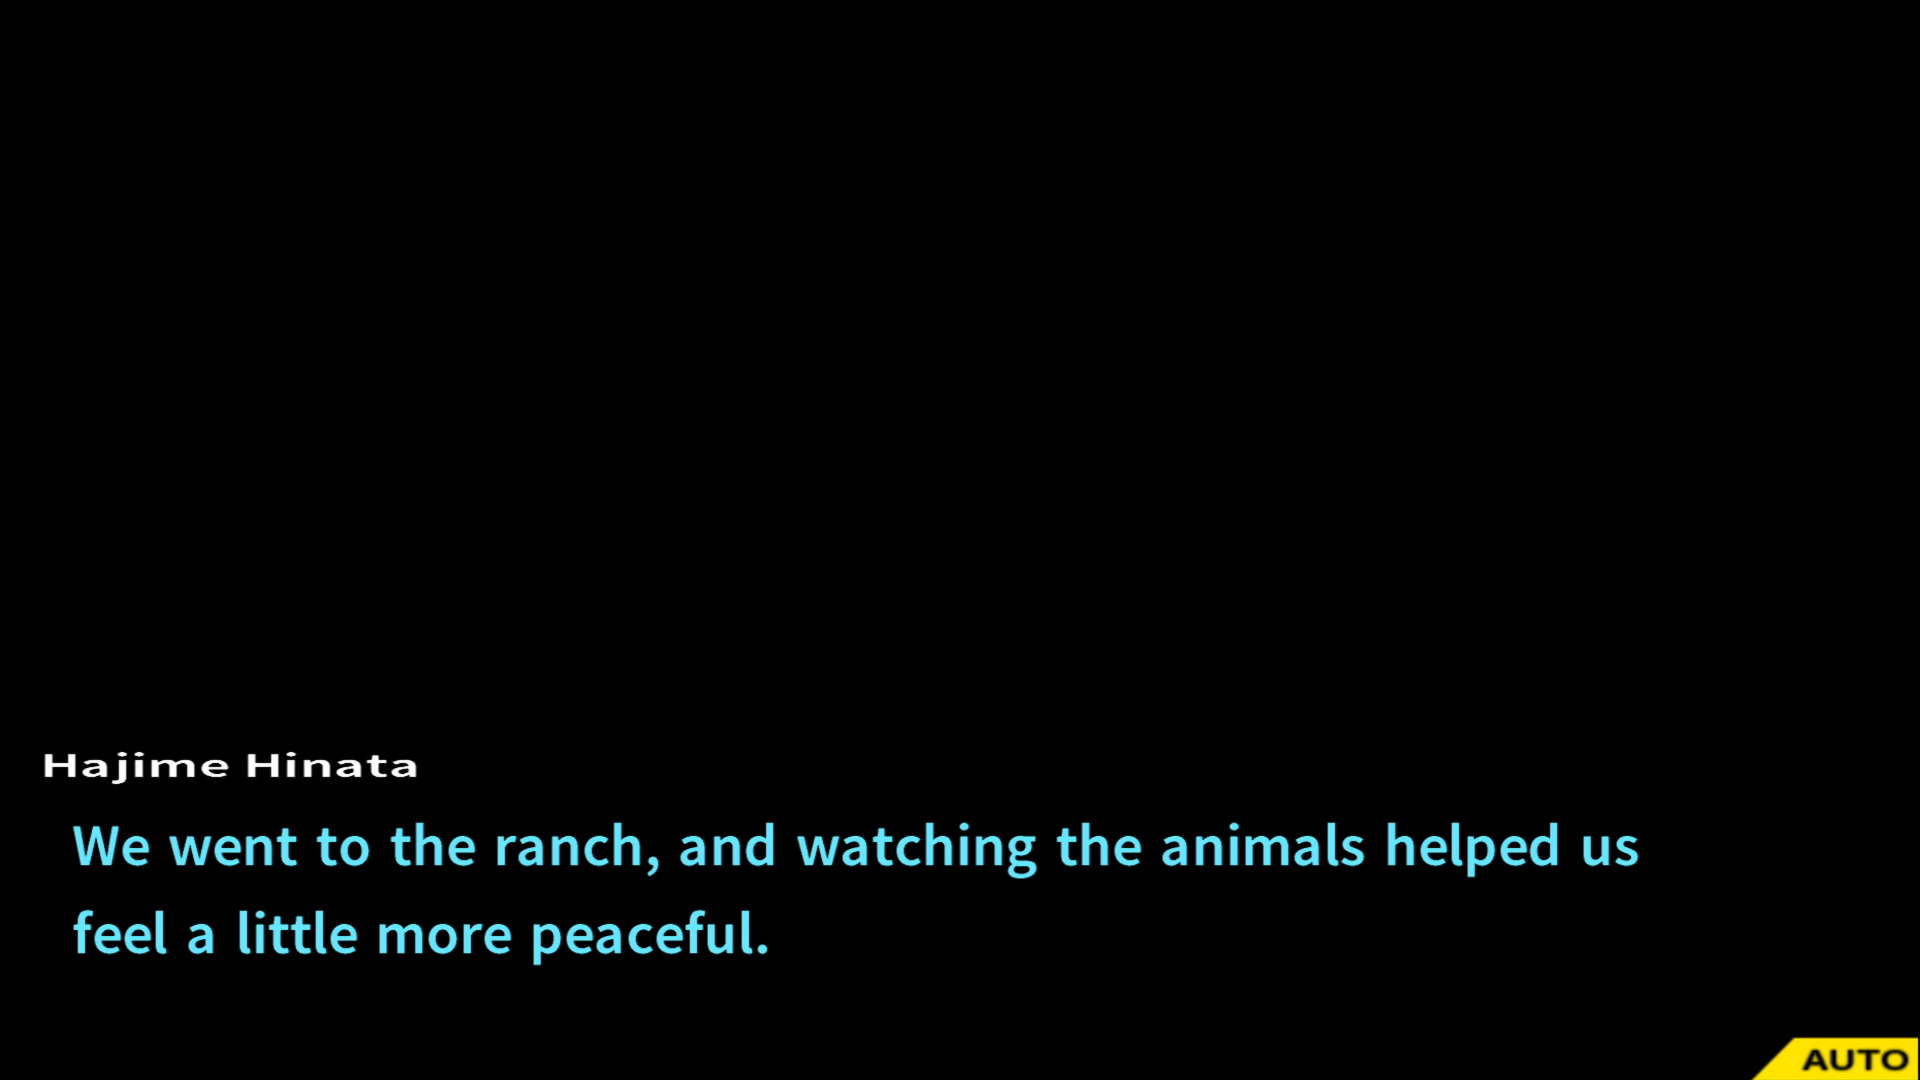 Hajime Hinata
We went to the ranch, and watching the animals helped us
feel a little more peaceful.
AUTO